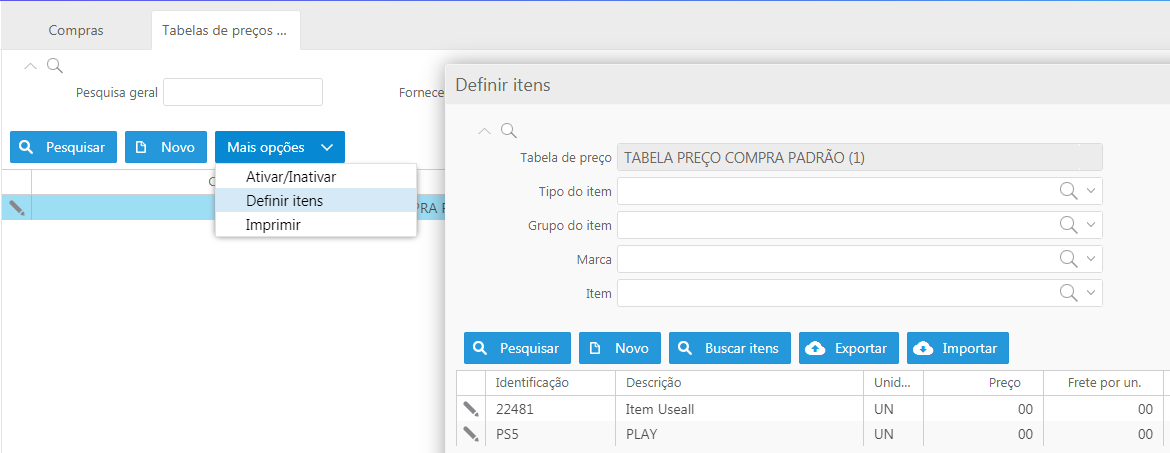 Compras
Tabelas de preços ...
Pesquisa geral
Fornece
Pesquisar
Novo
Mais opções
Ativar/Inativar
Definir itens
Imprimir
Definir itens
Tabela de preço
TABELA PREÇO COMPRA PADRÃO (1)
Tipo do item
Grupo do item
Marca
Item
Pesquisar
Novo
Buscar itens
Exportar
Importar
Identificação Descrição Unid... Preço Frete por un.
22481 Item Useall UN 00 00
PS5 PLAY UN 00 00